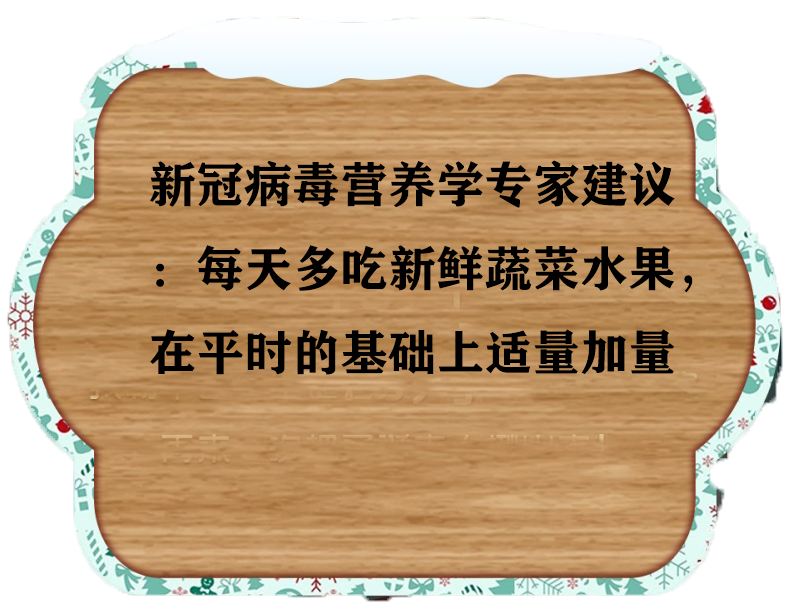 新冠病毒营养学专家建议
：每天多吃新鲜蔬菜水果，
在平时的基础上适量加量